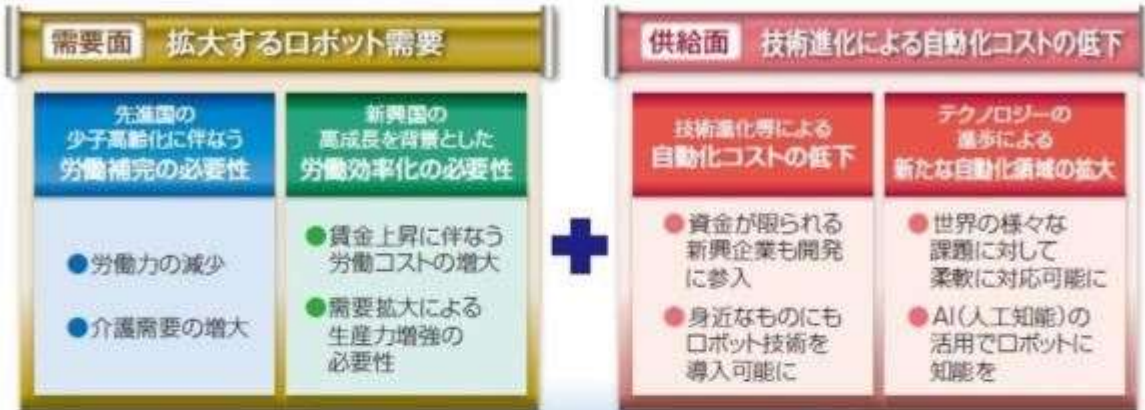 需要面 拡大するロボット需要
先進国の
少子高齢化に伴なう
労働補完の必要性
●労働力の減少
●介護需要の増大
新興国の
高成長を背景とした
労働効率化の必要性
●賃金上昇に伴なう
労働コストの増大
●需要拡大による
生産力増強の
必要性
+
供給面 技術進化による自動化コストの低下
技術進化等による
自動化コストの低下
●資金が限られる
新興企業も開発
に参入
●身近なものにも
ロボット技術を
導入可能に
テクノロジーの
進歩による
新たな自動化領域の拡大
●世界の様々な
課題に対して
柔軟に対応可能に
●AI(人工知能)の
活用でロボットに
知能を